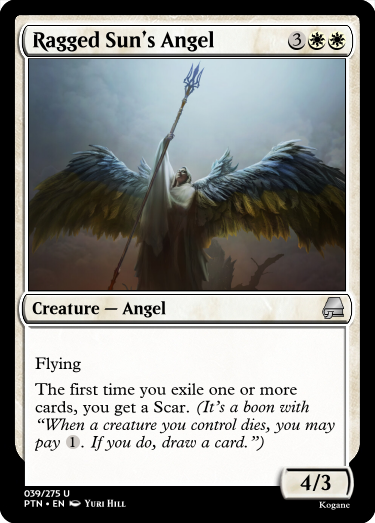 Ragged Sun's Angel 3
Creature — Angel
Flying
The first time you exile one or more
cards, you get a Scar. (It's a boon with
“When a creature you control dies, you may
pay 1. If you do, draw a card.”)
4/3
039/275 U
PTN • EN Yuri Hill
Kogane